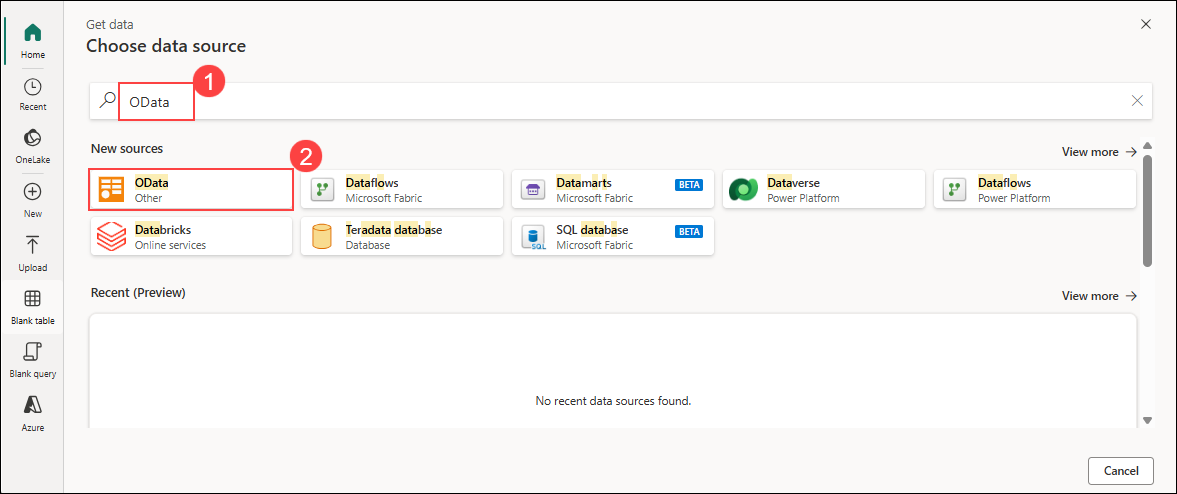 Get data
Choose data source
1
OData
2
New sources
View more
OData
Other
Dataflows
Microsoft Fabric
Datamarts
Microsoft Fabric
BETA
Dataverse
Power Platform
Dataflows
Power Platform
Databricks
Online services
Teradata database
Database
SQL database
Microsoft Fabric
BETA
SQL
Recent (Preview)
View more
No recent data sources found.
Cancel
Home
Recent
OneLake
New
Upload
Blank table
Blank query
Azure